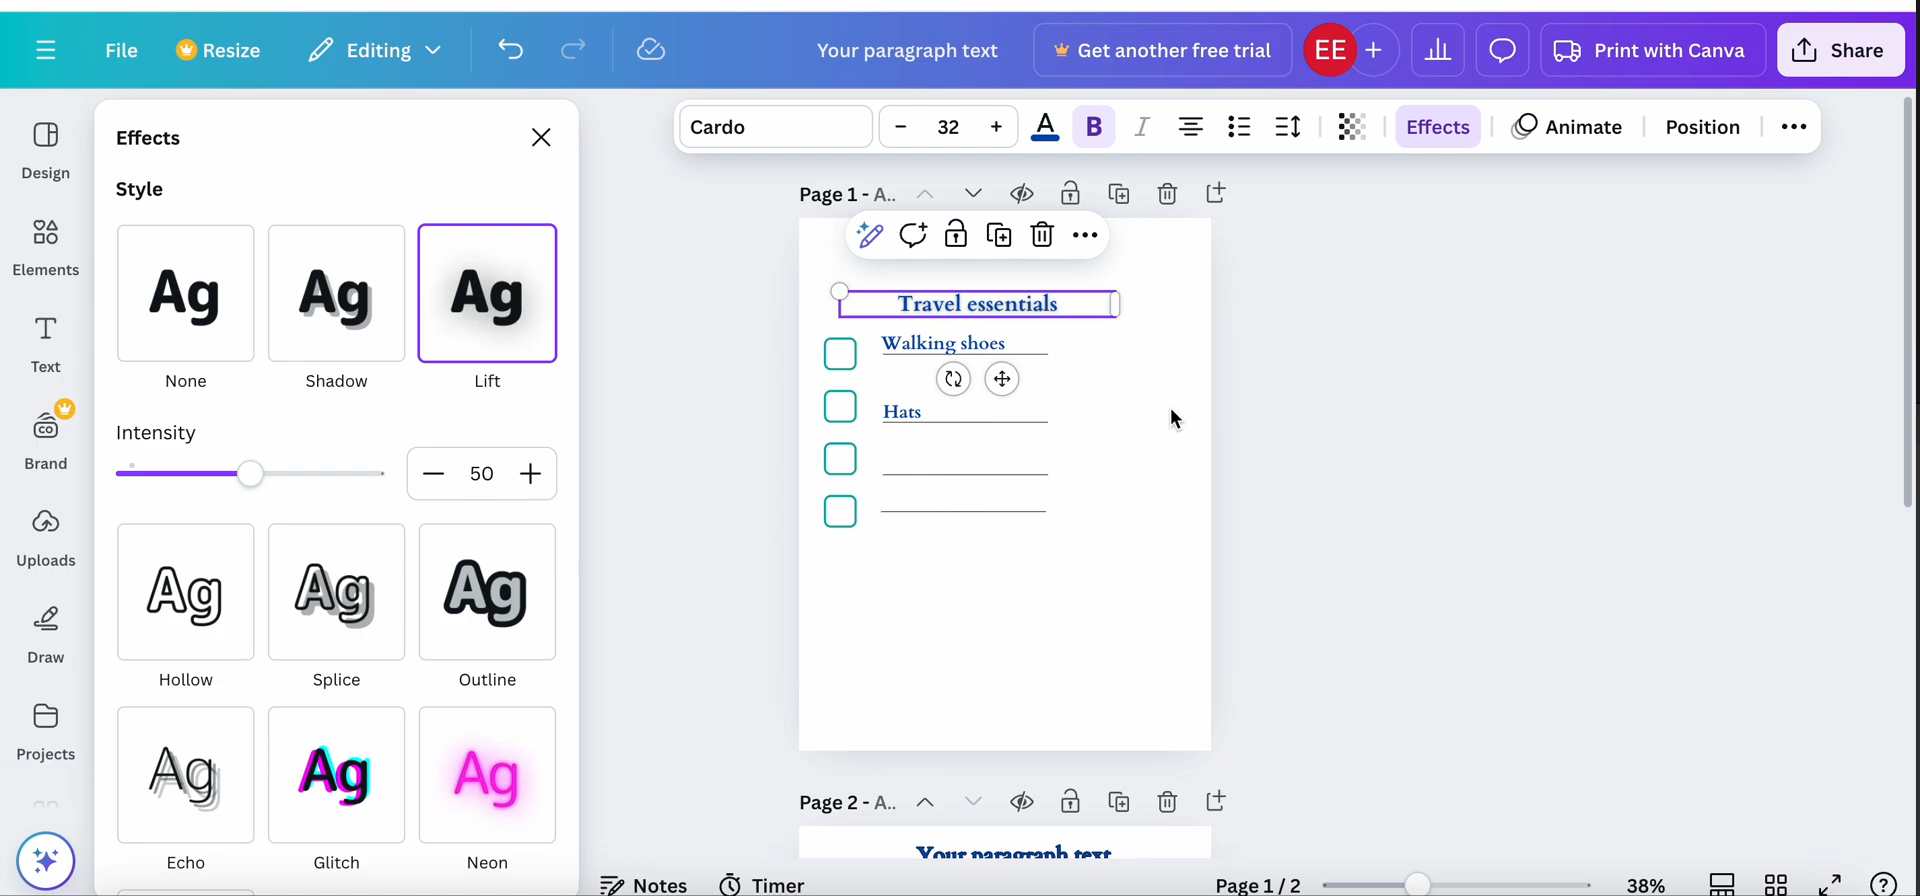 File
Resize
Editing
Your paragraph text
Get another free trial
EE
Print with Canva
Share
Design
Elements
Text
Brand
Uploads
Draw
Projects
Effects
Style
Ag
Ag
Ag
None
Shadow
Lift
Intensity
50
Ag
Ag
Ag
Hollow
Splice
Outline
Ag
Ag
Ag
Echo
Glitch
Neon
Cardo
32
A
B
I
Effects
Animate
Position
Page 1 - A..
Travel essentials
Walking shoes
Hats
Page 2 - A..
Your paragraph text
Notes
Timer
Page 1 / 2
38%